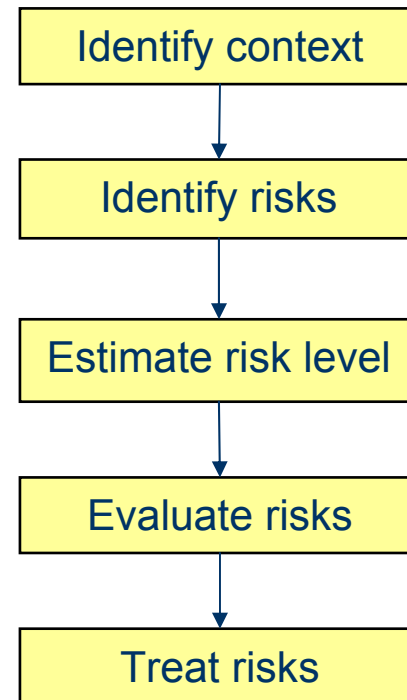 Identify context
Identify risks
Estimate risk level
Evaluate risks
Treat risks